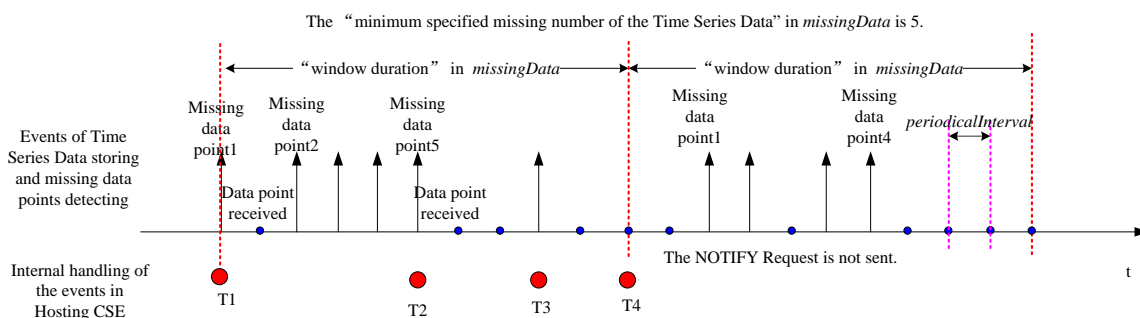 The “minimum specified missing number of the Time Series Data” in missingData is 5.
“window duration” in missingData
“window duration” in missingData
Missing
data
point1
Missing
data
point2
Missing
data
point5
Missing
data
point1
Missing
data
point4
periodicalInterval
Events of Time
Series Data storing
and missing data
points detecting
Data point
received
Data point
received
The NOTIFY Request is not sent.
t
Internal handling of
the events in
Hosting CSE
T1
T2
T3
T4